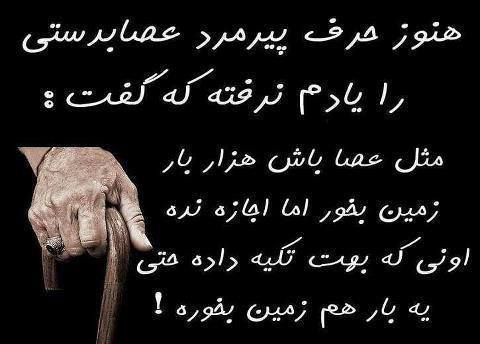 هنوز حرف پیرمرد عصابدستی
را یادم نرفته که گفت :
مثل عصا باش هزار بار
زمین بخور اما اجازه نده
اونی که بهت تکیه داده حتی
یه بار هم زمین بخوره !